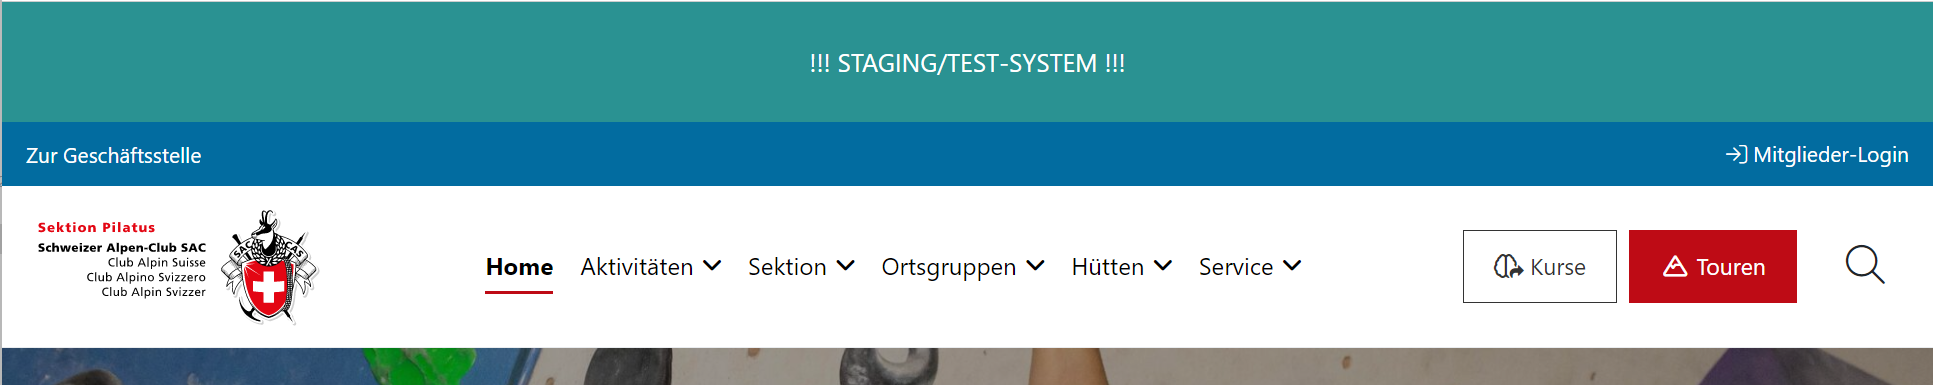 !!! STAGING/TEST-SYSTEM !!!
Zur Geschäftsstelle
Mitglieder-Login
Sektion Pilatus
Schweizer Alpen-Club SAC
Club Alpin Suisse
Club Alpino Svizzero
Club Alpin Svizzer
SAC CAS
Home Aktivitäten Sektion Ortsgruppen Hütten Service
Kurse
Touren